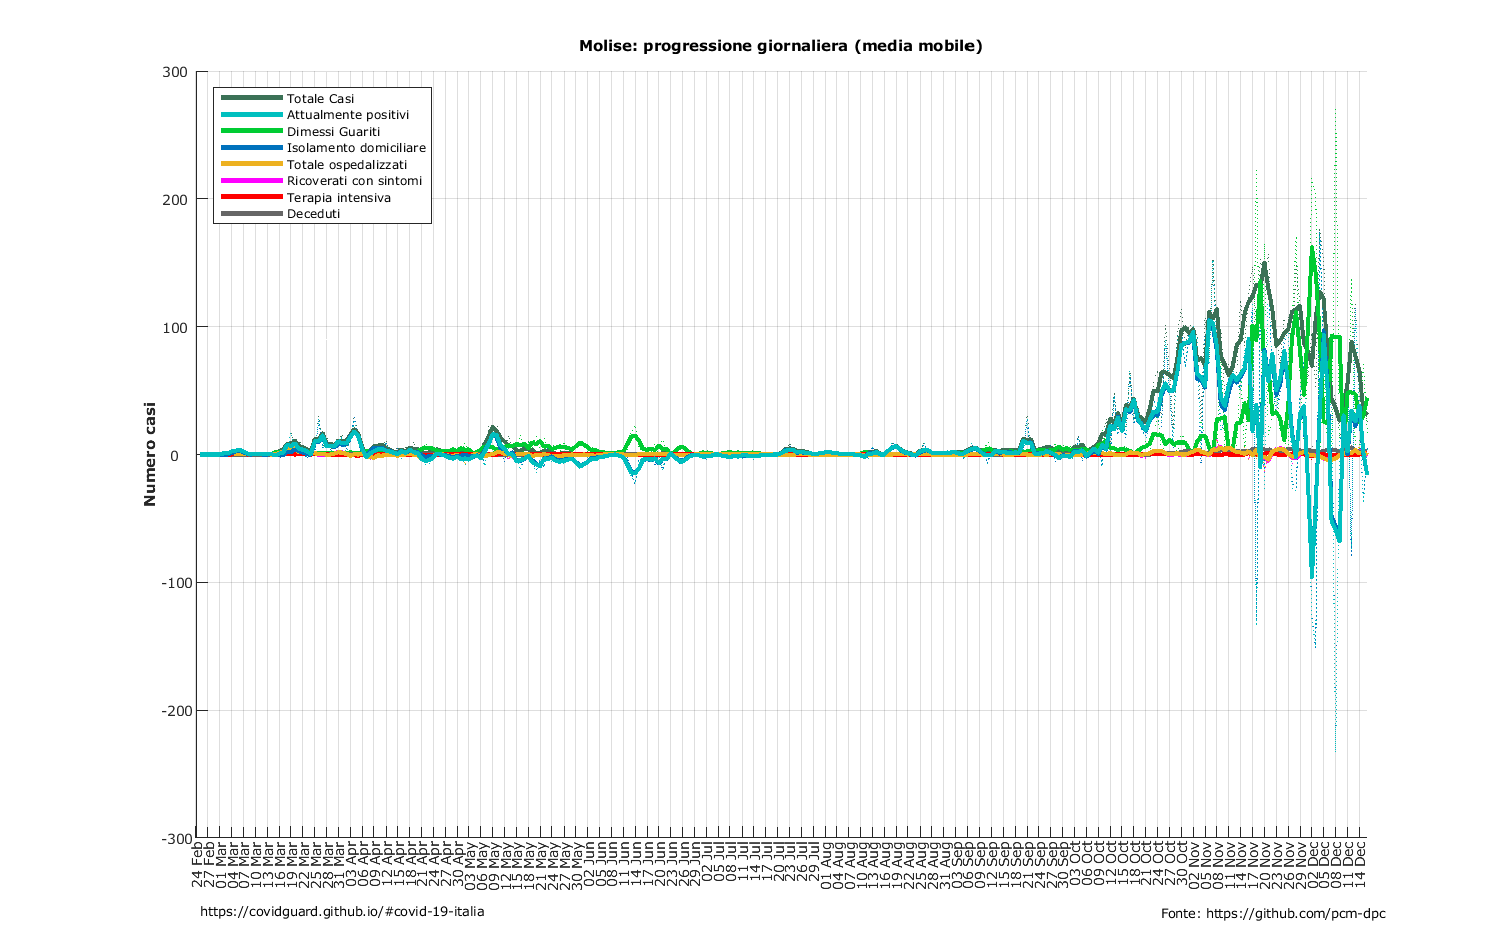 Molise: progressione giornaliera (media mobile)
300
200
100
0
-100
-200
-300
Numero casi
Totale Casi
Attualmente positivi
Dimessi Guariti
Isolamento domiciliare
Totale ospedalizzati
Ricoverati con sintomi
Terapia intensiva
Deceduti
24 Feb
27 Feb
01 Mar
04 Mar
07 Mar
10 Mar
13 Mar
16 Mar
19 Mar
22 Mar
25 Mar
28 Mar
31 Mar
03 Apr
06 Apr
09 Apr
12 Apr
15 Apr
18 Apr
21 Apr
24 Apr
27 Apr
30 Apr
03 May
06 May
09 May
12 May
15 May
18 May
21 May
24 May
27 May
30 May
02 Jun
05 Jun
08 Jun
11 Jun
14 Jun
17 Jun
20 Jun
23 Jun
26 Jun
29 Jun
02 Jul
05 Jul
08 Jul
11 Jul
14 Jul
17 Jul
20 Jul
23 Jul
26 Jul
29 Jul
01 Aug
04 Aug
07 Aug
10 Aug
13 Aug
16 Aug
19 Aug
22 Aug
25 Aug
28 Aug
31 Aug
03 Sep
06 Sep
09 Sep
12 Sep
15 Sep
18 Sep
21 Sep
24 Sep
27 Sep
30 Sep
03 Oct
06 Oct
09 Oct
12 Oct
15 Oct
18 Oct
21 Oct
24 Oct
27 Oct
30 Oct
02 Nov
05 Nov
08 Nov
11 Nov
14 Nov
17 Nov
20 Nov
23 Nov
26 Nov
29 Nov
02 Dec
05 Dec
08 Dec
11 Dec
14 Dec
https://covidguard.github.io/#covid-19-italia
Fonte: https://github.com/pcm-dpc